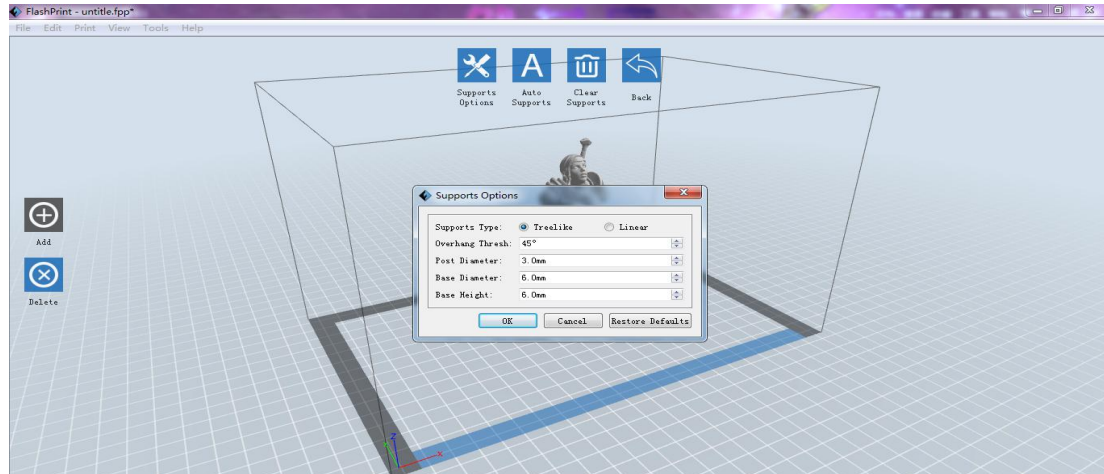 FlashPrint - untitle.fpp*
File Edit Print View Tools Help
Supports Options
Auto Supports
Clear Supports
Back
Add
Delete
Supports Options
Supports Type: Treelike Linear
Overhang Thresh: 45°
Post Diameter: 3.0mm
Base Diameter: 6.0mm
Base Height: 6.0mm
OK Cancel Restore Defaults
Z
X